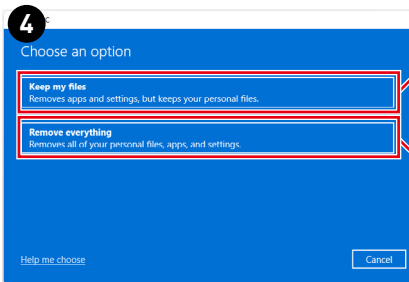 4
c
Choose an option
Keep my files
Removes apps and settings, but keeps your personal files.
Remove everything
Removes all of your personal files, apps, and settings.
Help me choose
Cancel